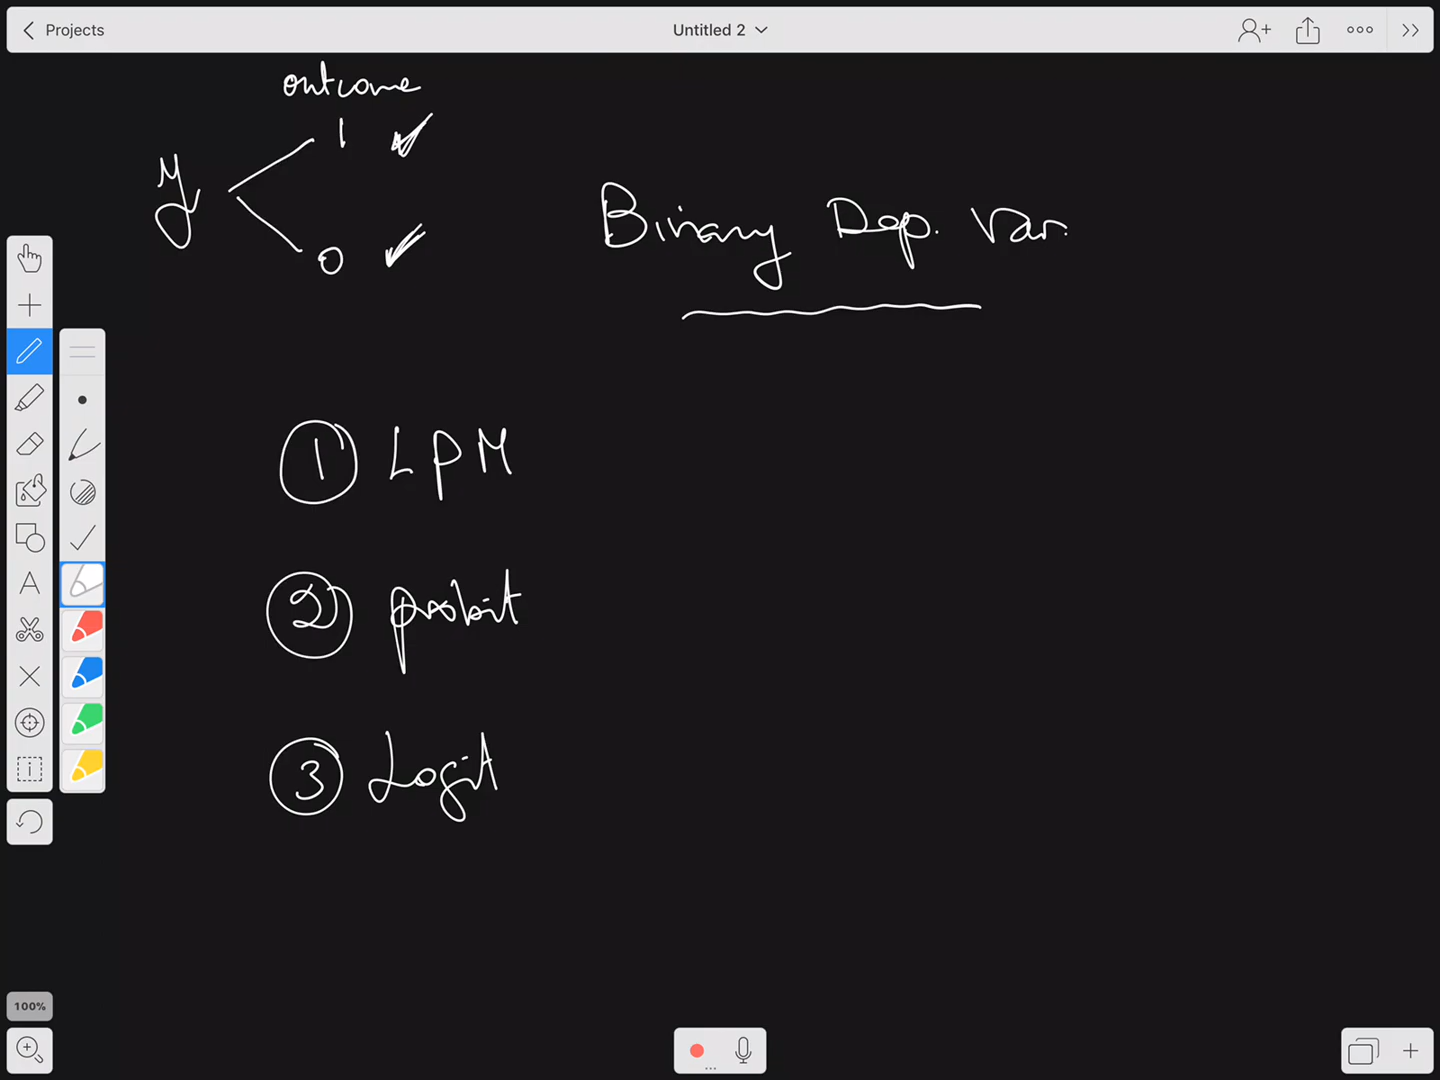 Projects
Untitled 2
outcome
y
1
0
Binary Dep. Var.
1 LPM
2 probit
3 Logit
A
100%